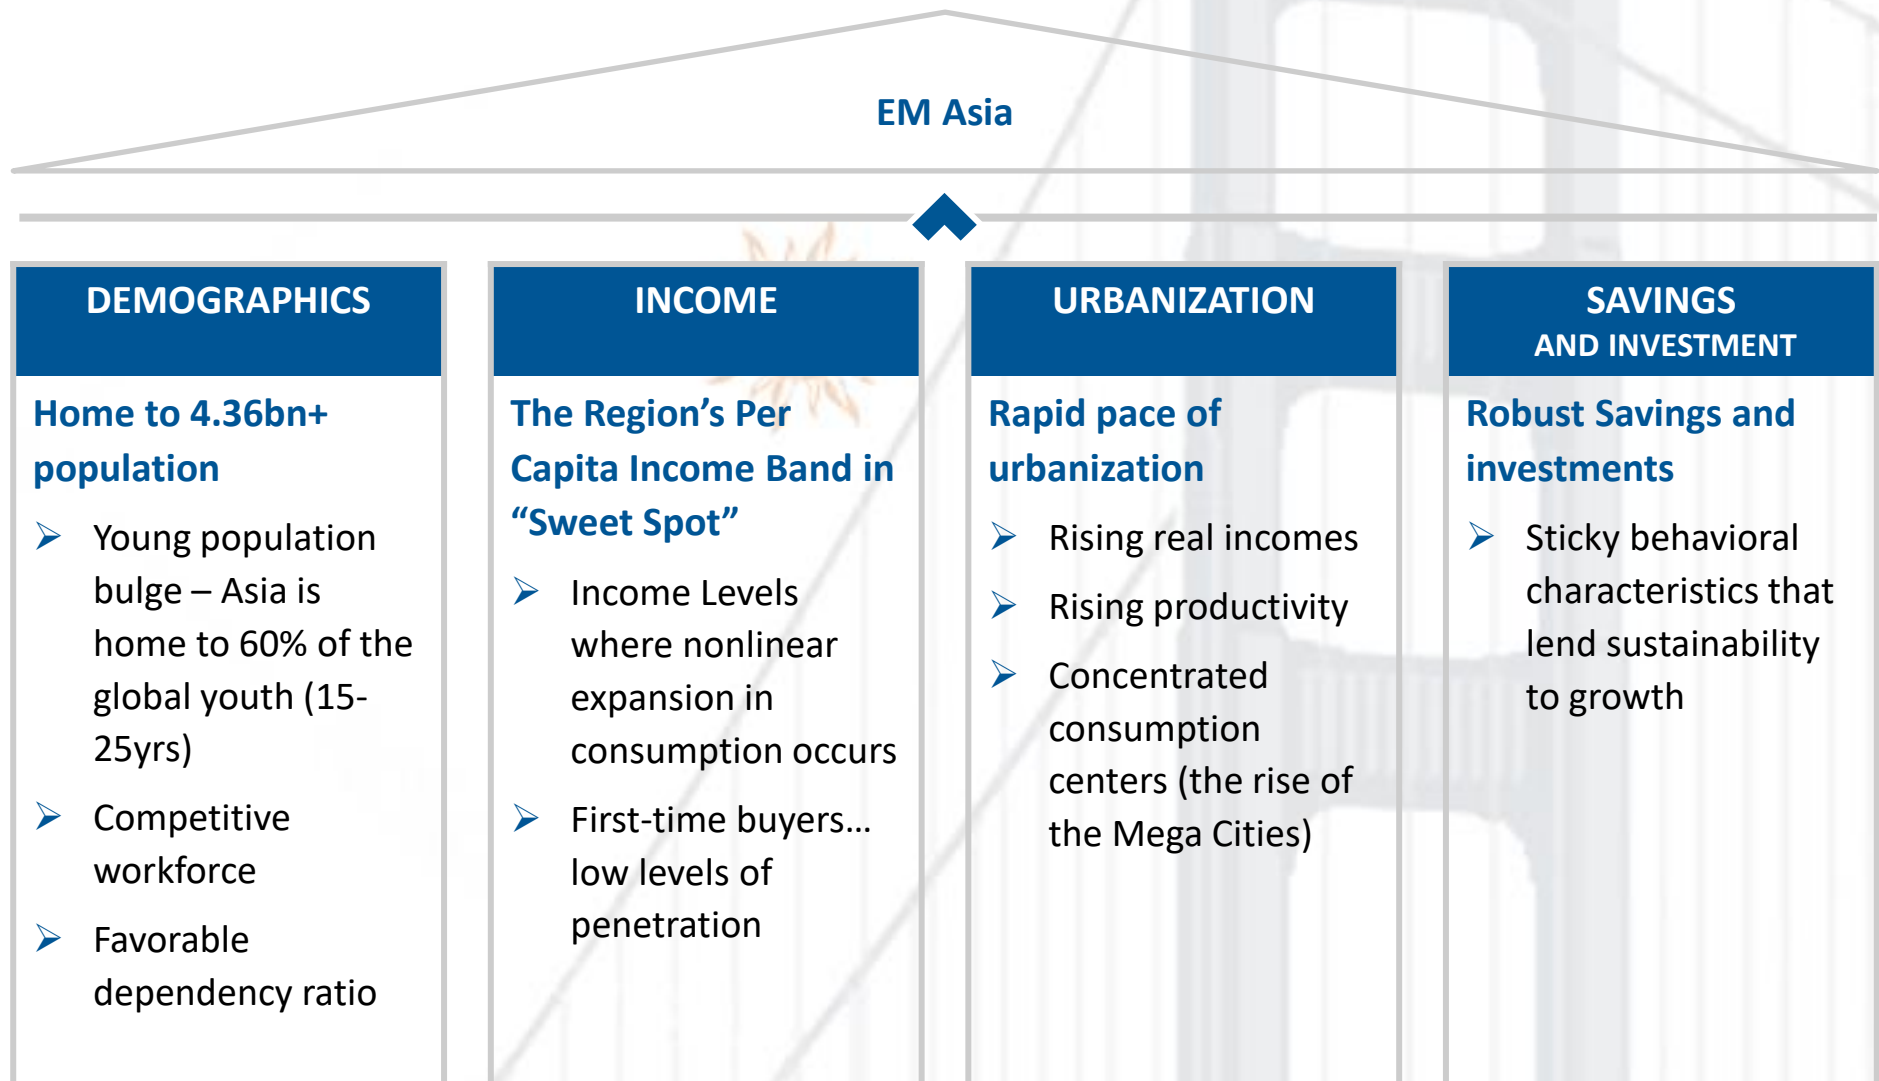 EM Asia
DEMOGRAPHICS
Home to 4.36bn+
population
➢ Young population
bulge – Asia is
home to 60% of the
global youth (15-
25yrs)
➢ Competitive
workforce
➢ Favorable
dependency ratio
INCOME
The Region’s Per
Capita Income Band in
“Sweet Spot”
➢ Income Levels
where nonlinear
expansion in
consumption occurs
➢ First-time buyers…
low levels of
penetration
URBANIZATION
Rapid pace of
urbanization
➢ Rising real incomes
➢ Rising productivity
➢ Concentrated
consumption
centers (the rise of
the Mega Cities)
SAVINGS
AND INVESTMENT
Robust Savings and
investments
➢ Sticky behavioral
characteristics that
lend sustainability
to growth